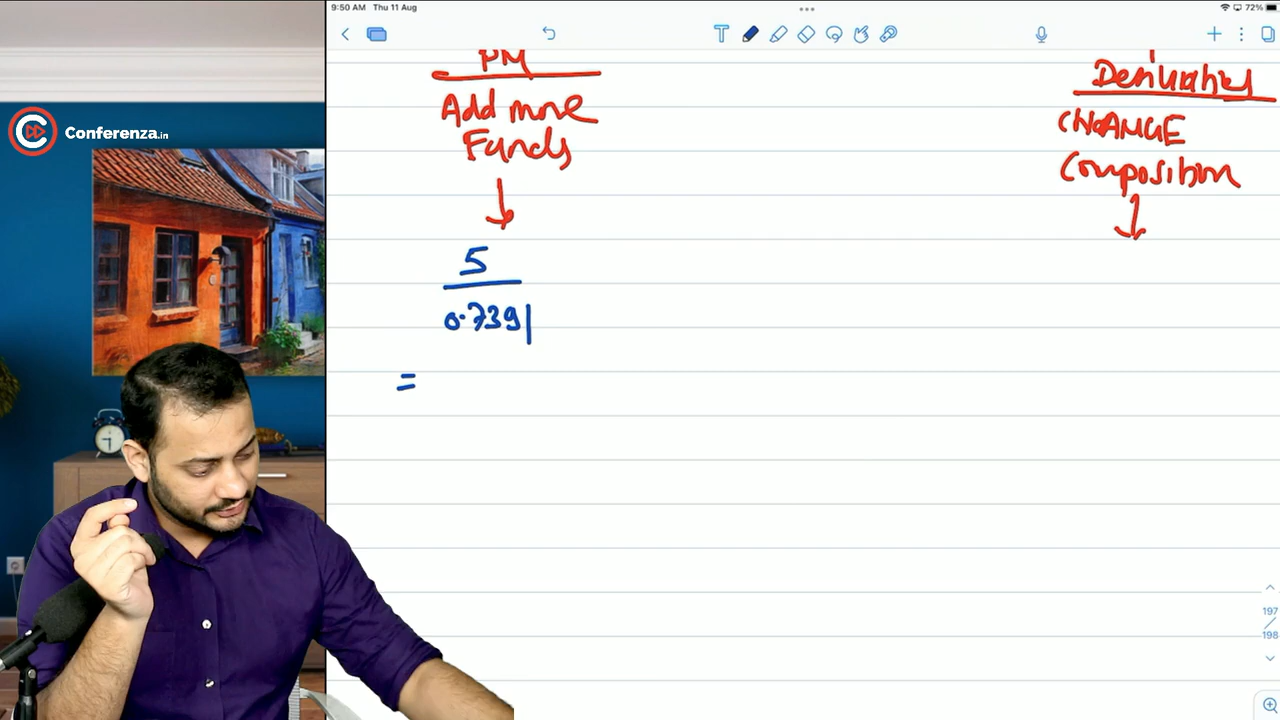 9:50 AM Thu 11 Aug
72%
T
PM
Add more
Funds
5
0.7391
=
Derivatives
CHANGE
Composition
Conferenza.in
197
198